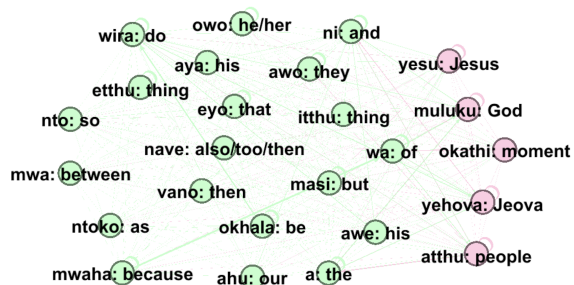 owo: he/her
wira: do
ni: and
aya: his
awo: they
yesu: Jesus
etthu: thing
eyo: that
itthu: thing
muluku: God
nto: so
nave: also/too/then
wa: of
okathi: moment
mwa: between
vano: then
masi: but
yehova: Jeova
ntoko: as
okhala: be
awe: his
atthu: people
mwaha: because
ahu: our
a: the